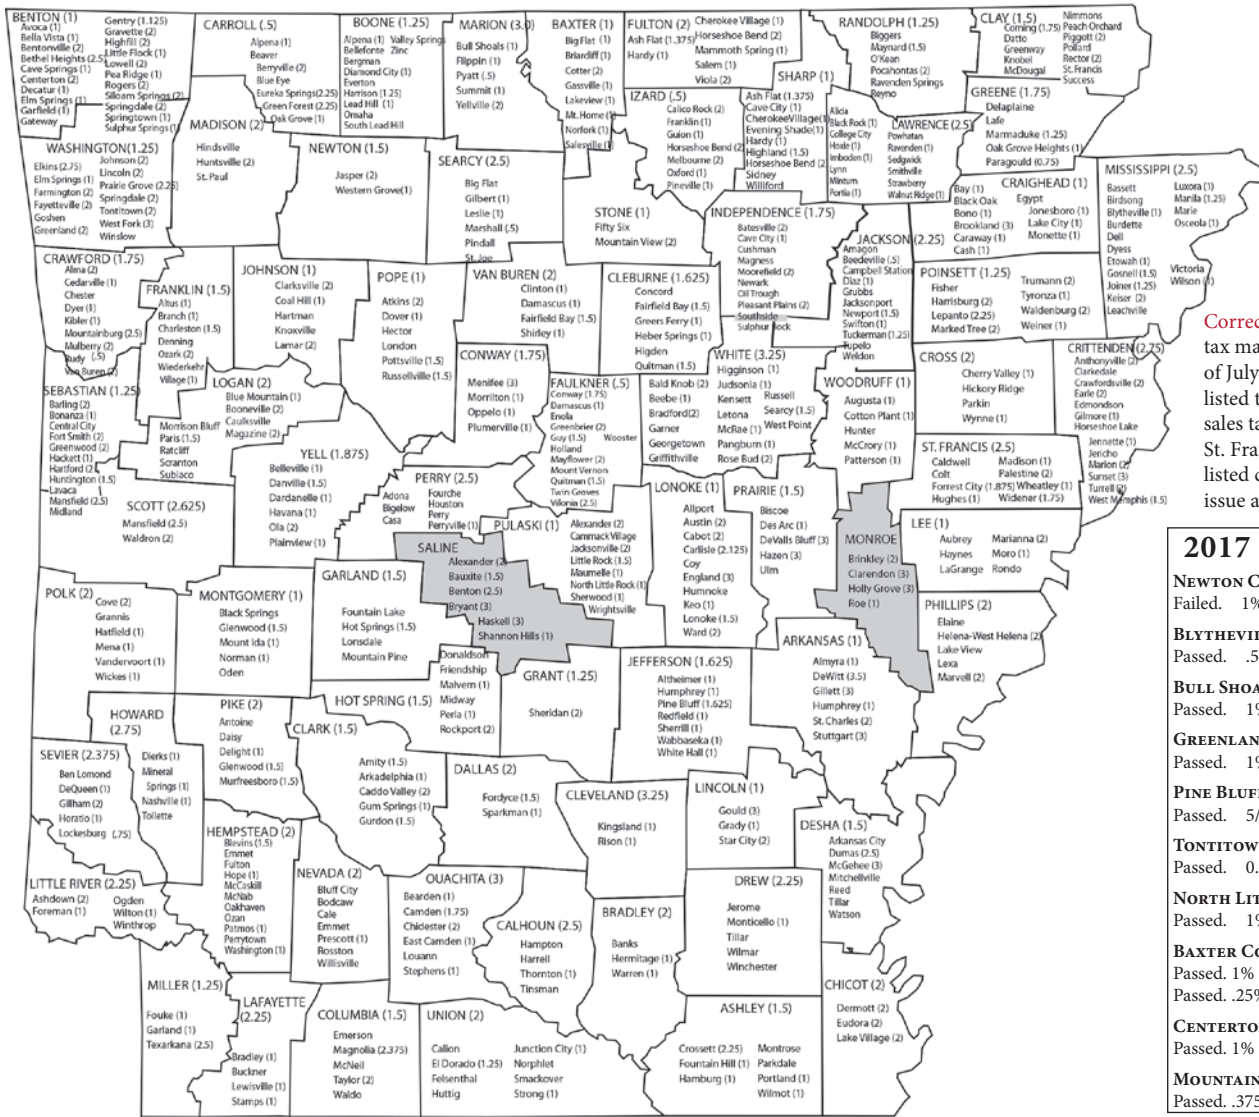 BENTON (1)
Avoca (1)
Bella Vista (1)
Bentonville (2)
Bethel Heights (2.5)
Cave Springs (1)
Centerton (2)
Decatur (1)
Elm Springs (1)
Garfield (1)
Gateway
Gentry (1.125)
Gravette (2)
Highfill (2)
Little Flock (1)
Lowell (2)
Pea Ridge (1)
Rogers (2)
Siloam Springs (2)
Springdale (2)
Springtown (1)
Sulphur Springs (1)
CARROLL (.5)
Alpena (1)
Beaver
Berryville (2)
Blue Eye
Eureka Springs(2.25)
Green Forest (2.25)
Oak Grove (1)
BOONE (1.25)
Alpena (1) Valley Springs
Bellefonte Zinc
Bergman
Diamond City (1)
Everton
Harrison (1.25)
Lead Hill (1)
Omaha
South Lead Hill
MARION (3.0)
Bull Shoals (1)
Flippin (1)
Pyatt (.5)
Summit (1)
Yellville (2)
BAXTER (1)
Big Flat (1)
Briarcliff (1)
Cotter (2)
Gassville (1)
Lakeview (1)
Mt. Home (1)
Norfork (1)
Salesville (1)
FULTON (2)
Ash Flat (1.375)
Hardy (1)
Cherokee Village (1)
Horseshoe Bend (2)
Mammoth Spring (1)
Salem (1)
Viola (2)
SHARP (1)
Ash Flat (1.375)
Cave City (1)
CherokeeVillage(1)
Evening Shade(1)
Hardy (1)
Highland (1.5)
Horseshoe Bend (2)
Sidney
Williford
RANDOLPH (1.25)
Biggers
Maynard (1.5)
O'Kean
Pocahontas (2)
Ravenden Springs
Reyno
CLAY (1.5)
Corning (1.75)
Datto
Greenway
Knobel
McDougal
Nimmons
Peach Orchard
Piggott (2)
Pollard
Rector (2)
St. Francis
Success
GREENE (1.75)
Delaplaine
Lafe
Marmaduke (1.25)
Oak Grove Heights (1)
Paragould (0.75)
IZARD (.5)
Calico Rock (2)
Franklin (1)
Guion (1)
Horseshoe Bend (2)
Melbourne (2)
Oxford (1)
Pineville (1)
LAWRENCE (2.5)
Alicia
Black Rock (1)
College City
Hoxie (1)
Imboden (1)
Lynn
Minturn
Portia (1)
Powhatan
Ravenden (1)
Sedgwick
Smithville
Strawberry
Walnut Ridge (1)
MADISON (2)
Hindsville
Huntsville (2)
St. Paul
WASHINGTON(1.25)
Elkins (2.75)
Elm Springs (1)
Farmington (2)
Fayetteville (2)
Goshen
Greenland (2)
Johnson (2)
Lincoln (2)
Prairie Grove (2.25)
Springdale (2)
Tontitown (2)
West Fork (3)
Winslow
NEWTON (1.5)
Jasper (2)
Western Grove(1)
SEARCY (2.5)
Big Flat
Gilbert (1)
Leslie (1)
Marshall (.5)
Pindall
St. Joe
STONE (1)
Fifty Six
Mountain View (2)
INDEPENDENCE (1.75)
Batesville (2)
Cave City (1)
Cushman
Magness
Moorefield (2)
Newark
Oil Trough
Pleasant Plains (2)
Southside
Sulphur Rock
JACKSON (2.25)
Amagon
Beedeville (.5)
Campbell Station
Diaz (1)
Grubbs
Jacksonport
Newport (1.5)
Swifton (1)
Tuckerman (1.25)
Tupelo
Weldon
CRAIGHEAD (1)
Bay (1)
Black Oak
Bono (1)
Brookland (3)
Caraway (1)
Cash (1)
Egypt
Jonesboro (1)
Lake City (1)
Monette (1)
MISSISSIPPI (2.5)
Bassett
Birdsong
Blytheville (1)
Burdette
Dell
Dyess
Etowah (1)
Gosnell (1.5)
Joiner (1.25)
Keiser (2)
Leachville
Luxora (1)
Manila (1.25)
Marie
Osceola (1)
Victoria
Wilson (1)
CRAWFORD (1.75)
Alma (2)
Cedarville (1)
Chester
Dyer (1)
Kibler (1)
Mountainburg (2.5)
Mulberry (2)
Rudy (.5)
Van Buren (2)
FRANKLIN (1.5)
Altus (1)
Branch (1)
Charleston (1.5)
Denning
Ozark (2)
Wiederkehr
Village (1)
JOHNSON (1)
Clarksville (2)
Coal Hill (1)
Hartman
Knoxville
Lamar (2)
POPE (1)
Atkins (2)
Dover (1)
Hector
London
Pottsville (1.5)
Russellville (1.5)
VAN BUREN (2)
Clinton (1)
Damascus (1)
Fairfield Bay (1.5)
Shirley (1)
CLEBURNE (1.625)
Concord
Fairfield Bay (1.5)
Greers Ferry (1)
Heber Springs (1)
Higden
Quitman (1.5)
POINSETT (1.25)
Fisher
Harrisburg (2)
Lepanto (2.25)
Marked Tree (2)
Trumann (2)
Tyronza (1)
Waldenburg (2)
Weiner (1)
Correc
tax ma
of July
listed t
sales ta
St. Fra
listed c
issue a
SEBASTIAN (1.25)
Barling (2)
Bonanza (1)
Central City
Fort Smith (2)
Greenwood (2)
Hackett (1)
Hartford (2)
Huntington (1.5)
Lavaca
Mansfield (2.5)
Midland
LOGAN (2)
Blue Mountain (1)
Booneville (2)
Caulksville
Magazine (2)
Morrison Bluff
Paris (1.5)
Ratcliff
Scranton
Subiaco
CONWAY (1.75)
Menifee (3)
Morrilton (1)
Oppelo (1)
Plumerville (1)
FAULKNER (.5)
Conway (1.75)
Damascus (1)
Enola
Greenbrier (2)
Guy (1.5) Wooster
Holland
Mayflower (2)
Mount Vernon
Quitman (1.5)
Twin Groves
Vilonia (2.5)
WHITE (3.25)
Bald Knob (2)
Beebe (1)
Bradford(2)
Garner
Georgetown
Griffithville
Higginson (1)
Judsonia (1)
Kensett Russell
Letona Searcy (1.5)
McRae (1) West Point
Pangburn (1)
Rose Bud (2)
WOODRUFF (1)
Augusta (1)
Cotton Plant (1)
Hunter
McCrory (1)
Patterson (1)
CROSS (2)
Cherry Valley (1)
Hickory Ridge
Parkin
Wynne (1)
CRITTENDEN (2.75)
Anthonyville (2)
Clarkedale
Crawfordsville (2)
Earle (2)
Edmondson
Gilmore (1)
Horseshoe Lake
Jennette (1)
Jericho
Marion (2)
Sunset (3)
Turrell (2)
West Memphis (1.5)
ST. FRANCIS (2.5)
Caldwell Madison (1)
Colt Palestine (2)
Forrest City (1.875) Wheatley (1)
Hughes (1) Widener (1.75)
SCOTT (2.625)
Mansfield (2.5)
Waldron (2)
YELL (1.875)
Belleville (1)
Danville (1.5)
Dardanelle (1)
Havana (1)
Ola (2)
Plainview (1)
PERRY (2.5)
Adona
Bigelow
Casa
Fourche
Houston
Perry
Perryville (1)
PULASKI (1)
Alexander (2)
Cammack Village
Jacksonville (2)
Little Rock (1.5)
Maumelle (1)
North Little Rock (1)
Sherwood (1)
Wrightsville
LONOKE (1)
Allport
Austin (2)
Cabot (2)
Carlisle (2.125)
Coy
England (3)
Humnoke
Keo (1)
Lonoke (1.5)
Ward (2)
PRAIRIE (1.5)
Biscoe
Des Arc (1)
DeValls Bluff (3)
Hazen (3)
Ulm
MONROE
Brinkley (2)
Clarendon (3)
Holly Grove (3)
Roe (1)
LEE (1)
Aubrey Marianna (2)
Haynes Moro (1)
LaGrange Rondo
PHILLIPS (2)
Elaine
Helena-West Helena (2)
Lake View
Lexa
Marvell (2)
SALINE
Alexander (2)
Bauxite (1.5)
Benton (2.5)
Bryant (3)
Haskell (3)
Shannon Hills (1)
GARLAND (1.5)
Fountain Lake
Hot Springs (1.5)
Lonsdale
Mountain Pine
MONTGOMERY (1)
Black Springs
Glenwood (1.5)
Mount Ida (1)
Norman (1)
Oden
POLK (2)
Cove (2)
Grannis
Hatfield (1)
Mena (1)
Vandervoort (1)
Wickes (1)
HOT SPRING (1.5)
Donaldson
Friendship
Malvern (1)
Midway
Perla (1)
Rockport (2)
GRANT (1.25)
Sheridan (2)
JEFFERSON (1.625)
Altheimer (1)
Humphrey (1)
Pine Bluff (1.625)
Redfield (1)
Sherrill (1)
Wabbaseka (1)
White Hall (1)
ARKANSAS (1)
Almyra (1)
DeWitt (3.5)
Gillett (3)
Humphrey (1)
St. Charles (2)
Stuttgart (3)
HOWARD
(2.75)
Dierks (1)
Mineral
Springs (1)
Nashville (1)
Tollette
PIKE (2)
Antoine
Daisy
Delight (1)
Glenwood (1.5)
Murfreesboro (1.5)
CLARK (1.5)
Amity (1.5)
Arkadelphia (1)
Caddo Valley (2)
Gum Springs (1)
Gurdon (1.5)
SEVIER (2.375)
Ben Lomond
DeQueen (1)
Gillham (2)
Horatio (1)
Lockesburg (.75)
DALLAS (2)
Fordyce (1.5)
Sparkman (1)
CLEVELAND (3.25)
Kingsland (1)
Rison (1)
LINCOLN (1)
Gould (3)
Grady (1)
Star City (2)
DESHA (1.5)
Arkansas City
Dumas (2.5)
McGehee (3)
Mitchellville
Reed
Tillar
Watson
HEMPSTEAD (2)
Blevins (1.5)
Emmet
Fulton
Hope (1)
McCaskill
McNab
Oakhaven
Ozan
Patmos (1)
Perrytown
Washington (1)
NEVADA (2)
Bluff City
Bodcaw
Cale
Emmet
Prescott (1)
Rosston
Willisville
OUACHITA (3)
Bearden (1)
Camden (1.75)
Chidester (2)
East Camden (1)
Louann
Stephens (1)
CALHOUN (2.5)
Hampton
Harrell
Thornton (1)
Tinsman
BRADLEY (2)
Banks
Hermitage (1)
Warren (1)
DREW (2.25)
Jerome
Monticello (1)
Tillar
Wilmar
Winchester
LITTLE RIVER (2.25)
Ashdown (2)
Foreman (1)
Ogden
Wilton (1)
Winthrop
MILLER (1.25)
Fouke (1)
Garland (1)
Texarkana (2.5)
LAFAYETTE
(2.25)
Bradley (1)
Buckner
Lewisville (1)
Stamps (1)
COLUMBIA (1.5)
Emerson
Magnolia (2.375)
McNeil
Taylor (2)
Waldo
UNION (2)
Calion Junction City (1)
El Dorado (1.25) Norphlet
Felsenthal Smackover
Huttig Strong (1)
ASHLEY (1.5)
Crossett (2.25) Montrose
Fountain Hill (1) Parkdale
Hamburg (1) Portland (1)
Wilmot (1)
CHICOT (2)
Dermott (2)
Eudora (2)
Lake Village (2)
2017
NEWTON C
Failed. 1%
BLYTHEVIL
Passed. .5
BULL SHOA
Passed. 1%
GREENLAN
Passed. 1%
PINE BLUF
Passed. 5/
TONTITOW
Passed. 0.
NORTH LIT
Passed. 1%
BAXTER CO
Passed. 1%
Passed. .25%
CENTERTO
Passed. 1%
MOUNTAIN
Passed. .375